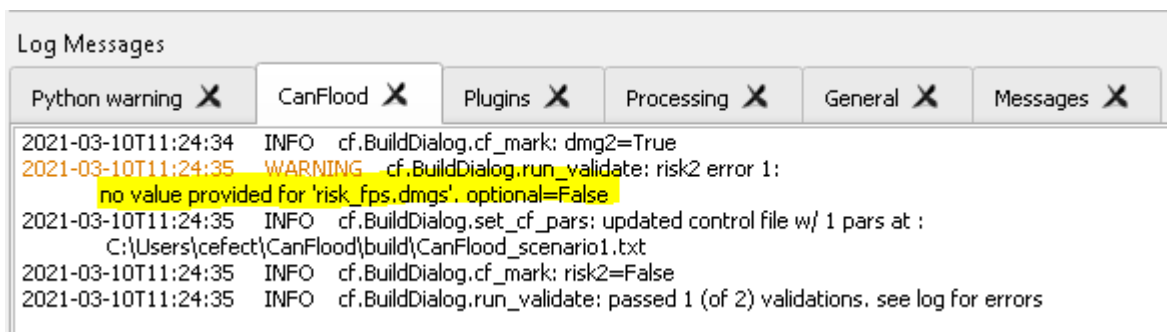 Log Messages
Python warning X CanFlood X Plugins X Processing X General X Messages X
2021-03-10T11:24:34 INFO cf.BuildDialog.cf_mark: dmg2=True
2021-03-10T11:24:35 WARNING cf.BuildDialog.run_validate: risk2 error 1:
no value provided for 'risk_fps.dmgs'. optional=False
2021-03-10T11:24:35 INFO cf.BuildDialog.set_cf_pars: updated control file w/ 1 pars at :
C:\Users\cefect\CanFlood\build\CanFlood_scenario1.txt
2021-03-10T11:24:35 INFO cf.BuildDialog.cf_mark: risk2=False
2021-03-10T11:24:35 INFO cf.BuildDialog.run_validate: passed 1 (of 2) validations. see log for errors